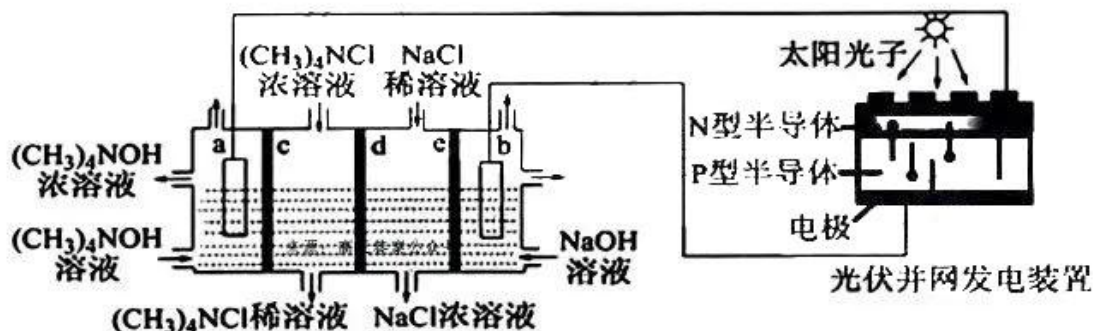 (CH₃)₄NCl
浓溶液
NaCl
稀溶液
太阳光子
a
c
d
e
b
N型半导体
P型半导体
电极
(CH₃)₄NOH
浓溶液
(CH₃)₄NOH
溶液
NaOH
溶液
光伏并网发电装置
(CH₃)₄NCl稀溶液
NaCl浓溶液